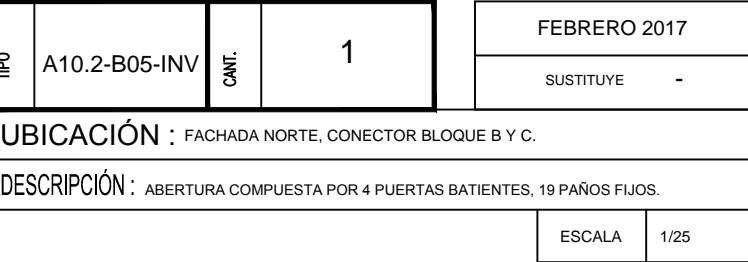 TIPO A10.2-B05-INV CANT. 1 FEBRERO 2017
SUSTITUYE -
UBICACIÓN : FACHADA NORTE, CONECTOR BLOQUE B Y C.
DESCRIPCIÓN : ABERTURA COMPUESTA POR 4 PUERTAS BATIENTES, 19 PAÑOS FIJOS.
ESCALA 1/25